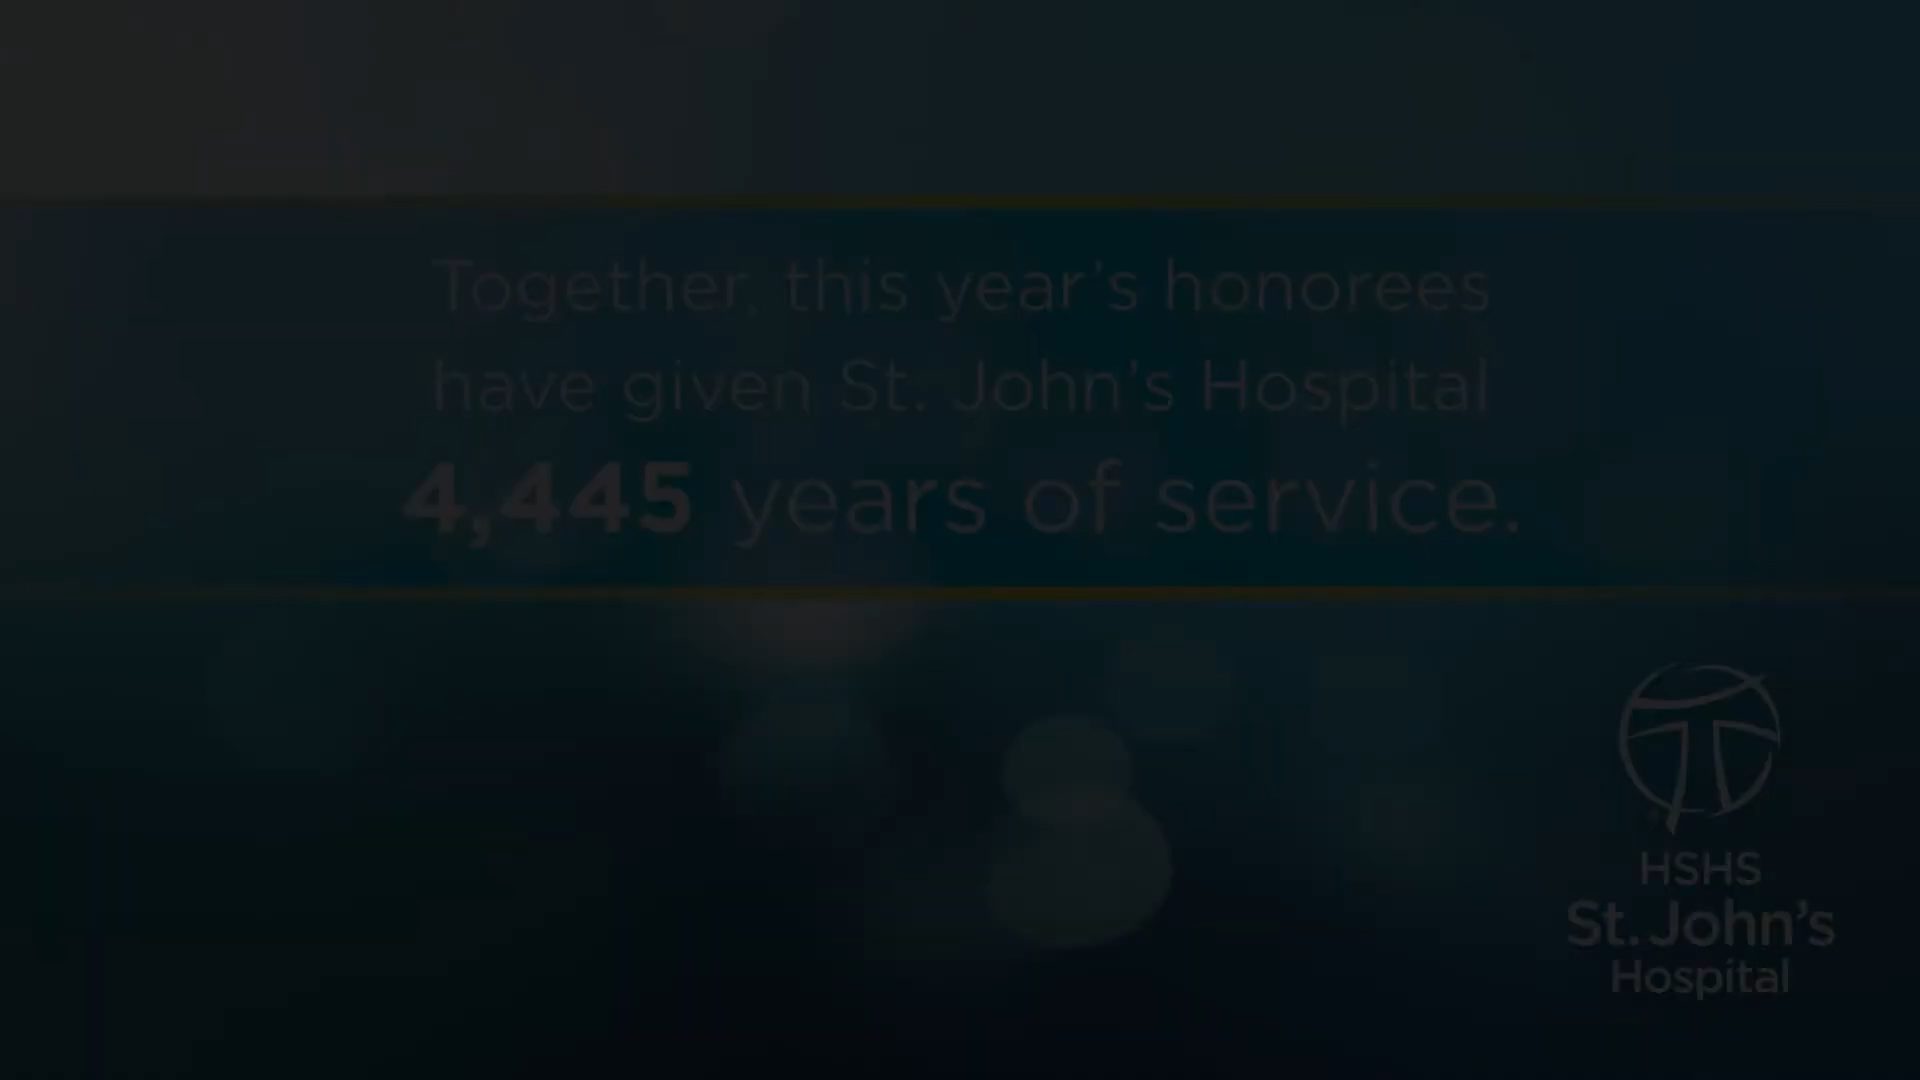 Together, this year's honorees
have given St. John's Hospital
4,445 years of service.
HSHS
St. John's
Hospital